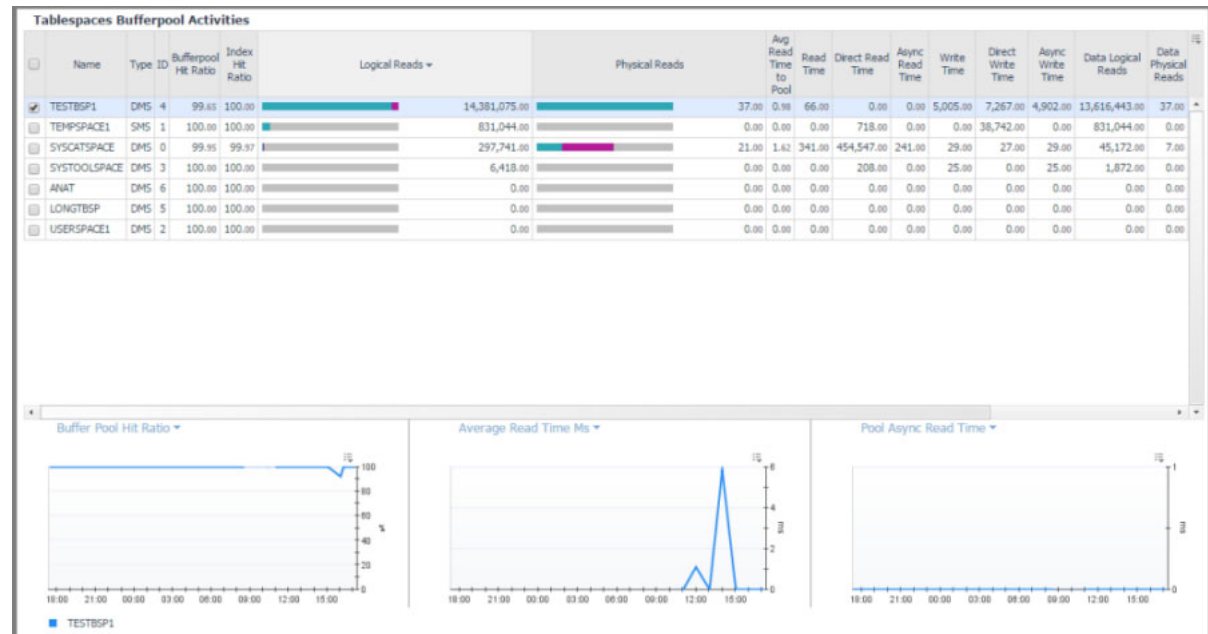 Tablespaces Bufferpool Activities
Name Type ID Bufferpool Hit Ratio Index Hit Ratio Logical Reads Physical Reads Avg Read Time to Pool Read Time Direct Read Time Async Read Time Write Time Direct Write Time Async Write Time Data Logical Reads Data Physical Reads
TESTBSP1 DMS 4 99.65 100.00 14,381,075.00 37.00 0.98 66.00 0.00 0.00 5,005.00 7,267.00 4,902.00 13,616,443.00 37.00
TEMPSPACE1 SMS 1 100.00 100.00 831,044.00 0.00 0.00 0.00 718.00 0.00 0.00 38,742.00 0.00 831,044.00 0.00
SYSCATSPACE DMS 0 99.95 99.97 297,741.00 21.00 1.62 341.00 454,547.00 241.00 29.00 27.00 29.00 45,172.00 7.00
SYSTOOLSPACE DMS 3 100.00 100.00 6,418.00 0.00 0.00 0.00 208.00 0.00 25.00 0.00 25.00 1,872.00 0.00
ANAT DMS 6 100.00 100.00 0.00 0.00 0.00 0.00 0.00 0.00 0.00 0.00 0.00 0.00 0.00
LONGTBSP DMS 5 100.00 100.00 0.00 0.00 0.00 0.00 0.00 0.00 0.00 0.00 0.00 0.00 0.00
USERSPACE1 DMS 2 100.00 100.00 0.00 0.00 0.00 0.00 0.00 0.00 0.00 0.00 0.00 0.00 0.00
Buffer Pool Hit Ratio
100
80
60
40
20
0
%
18:00 21:00 00:00 03:00 06:00 09:00 12:00 15:00
TESTBSP1
Average Read Time Ms
6
4
2
0
ms
18:00 21:00 00:00 03:00 06:00 09:00 12:00 15:00
Pool Async Read Time
1
0
ms
18:00 21:00 00:00 03:00 06:00 09:00 12:00 15:00